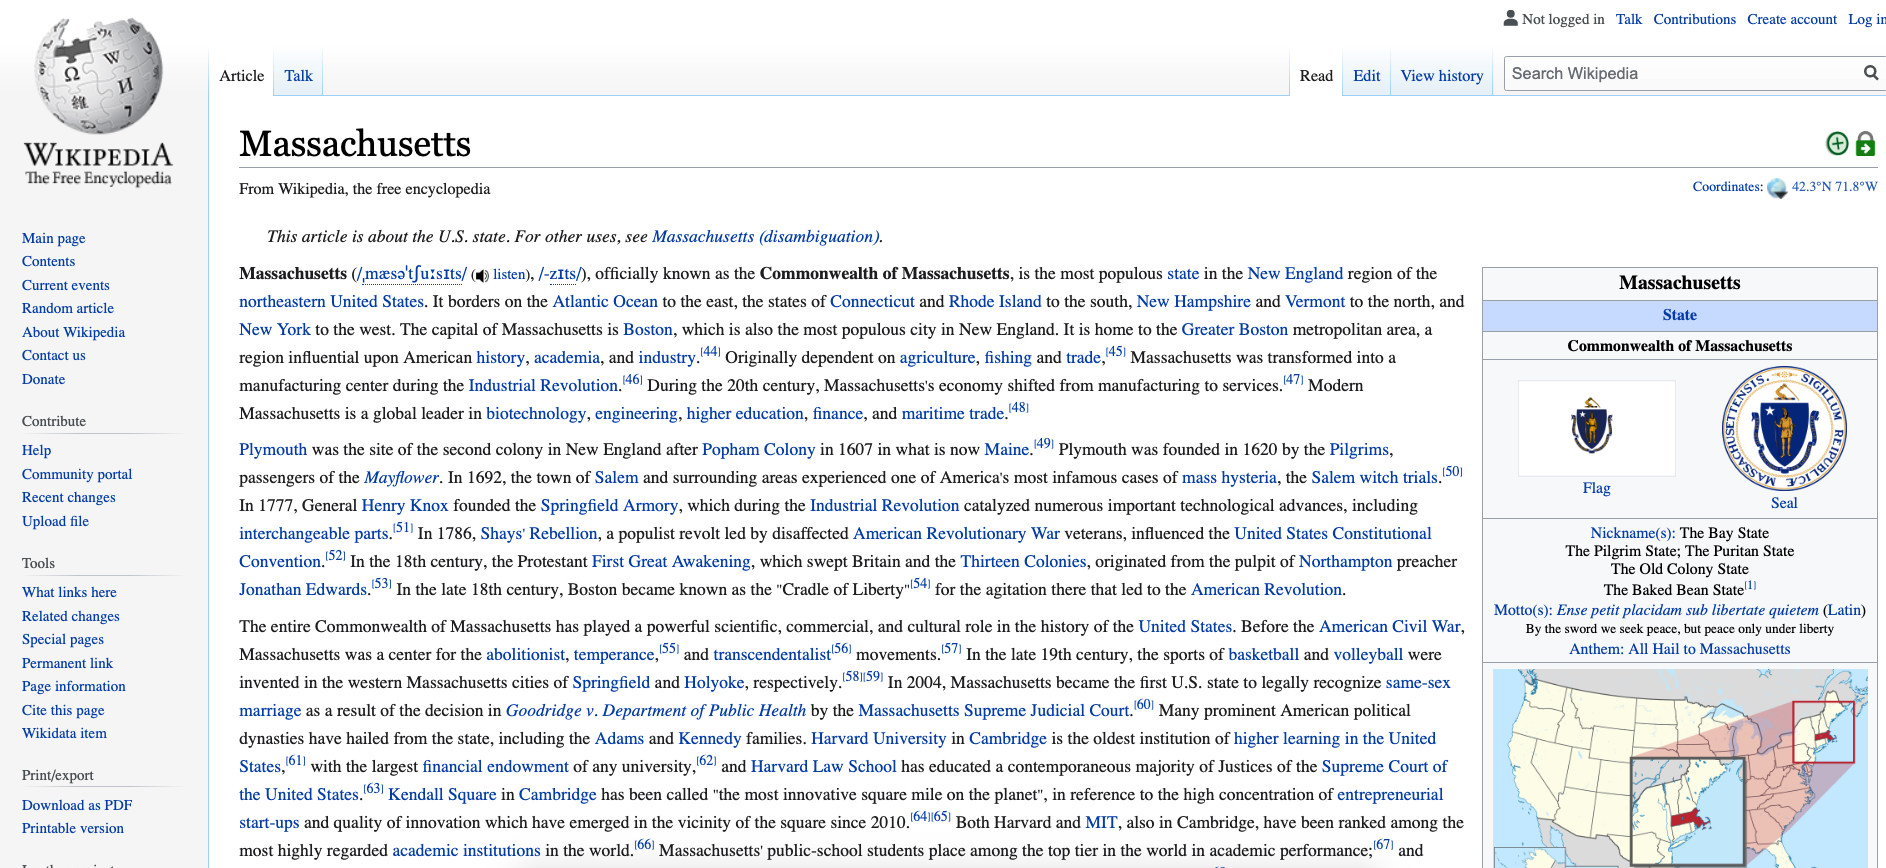 Not logged in Talk Contributions Create account Log in
Article Talk Read Edit View history Search Wikipedia
WIKIPEDIA
The Free Encyclopedia
Main page
Contents
Current events
Random article
About Wikipedia
Contact us
Donate
Contribute
Help
Community portal
Recent changes
Upload file
Tools
What links here
Related changes
Special pages
Permanent link
Page information
Cite this page
Wikidata item
Print/export
Download as PDF
Printable version
Massachusetts
From Wikipedia, the free encyclopedia
Coordinates: 42.3°N 71.8°W
This article is about the U.S. state. For other uses, see Massachusetts (disambiguation).
Massachusetts (/ˌmæsəˈtʃuːsɪts/ (listen), /-zɪts/), officially known as the Commonwealth of Massachusetts, is the most populous state in the New England region of the
northeastern United States. It borders on the Atlantic Ocean to the east, the states of Connecticut and Rhode Island to the south, New Hampshire and Vermont to the north, and
New York to the west. The capital of Massachusetts is Boston, which is also the most populous city in New England. It is home to the Greater Boston metropolitan area, a
region influential upon American history, academia, and industry.[44] Originally dependent on agriculture, fishing and trade,[45] Massachusetts was transformed into a
manufacturing center during the Industrial Revolution.[46] During the 20th century, Massachusetts's economy shifted from manufacturing to services.[47] Modern
Massachusetts is a global leader in biotechnology, engineering, higher education, finance, and maritime trade.[48]
Plymouth was the site of the second colony in New England after Popham Colony in 1607 in what is now Maine.[49] Plymouth was founded in 1620 by the Pilgrims,
passengers of the Mayflower. In 1692, the town of Salem and surrounding areas experienced one of America's most infamous cases of mass hysteria, the Salem witch trials.[50]
In 1777, General Henry Knox founded the Springfield Armory, which during the Industrial Revolution catalyzed numerous important technological advances, including
interchangeable parts.[51] In 1786, Shays' Rebellion, a populist revolt led by disaffected American Revolutionary War veterans, influenced the United States Constitutional
Convention.[52] In the 18th century, the Protestant First Great Awakening, which swept Britain and the Thirteen Colonies, originated from the pulpit of Northampton preacher
Jonathan Edwards.[53] In the late 18th century, Boston became known as the "Cradle of Liberty"[54] for the agitation there that led to the American Revolution.
The entire Commonwealth of Massachusetts has played a powerful scientific, commercial, and cultural role in the history of the United States. Before the American Civil War,
Massachusetts was a center for the abolitionist, temperance,[55] and transcendentalist[56] movements.[57] In the late 19th century, the sports of basketball and volleyball were
invented in the western Massachusetts cities of Springfield and Holyoke, respectively.[58][59] In 2004, Massachusetts became the first U.S. state to legally recognize same-sex
marriage as a result of the decision in Goodridge v. Department of Public Health by the Massachusetts Supreme Judicial Court.[60] Many prominent American political
dynasties have hailed from the state, including the Adams and Kennedy families. Harvard University in Cambridge is the oldest institution of higher learning in the United
States,[61] with the largest financial endowment of any university,[62] and Harvard Law School has educated a contemporaneous majority of Justices of the Supreme Court of
the United States.[63] Kendall Square in Cambridge has been called "the most innovative square mile on the planet", in reference to the high concentration of entrepreneurial
start-ups and quality of innovation which have emerged in the vicinity of the square since 2010.[64][65] Both Harvard and MIT, also in Cambridge, have been ranked among the
most highly regarded academic institutions in the world.[66] Massachusetts' public-school students place among the top tier in the world in academic performance;[67] and
Massachusetts
State
Commonwealth of Massachusetts
SIGILLUM REIPUBLICÆ MASSACHUSETTENSIS.
Flag
Seal
Nickname(s): The Bay State
The Pilgrim State; The Puritan State
The Old Colony State
The Baked Bean State[1]
Motto(s): Ense petit placidam sub libertate quietem (Latin)
By the sword we seek peace, but peace only under liberty
Anthem: All Hail to Massachusetts